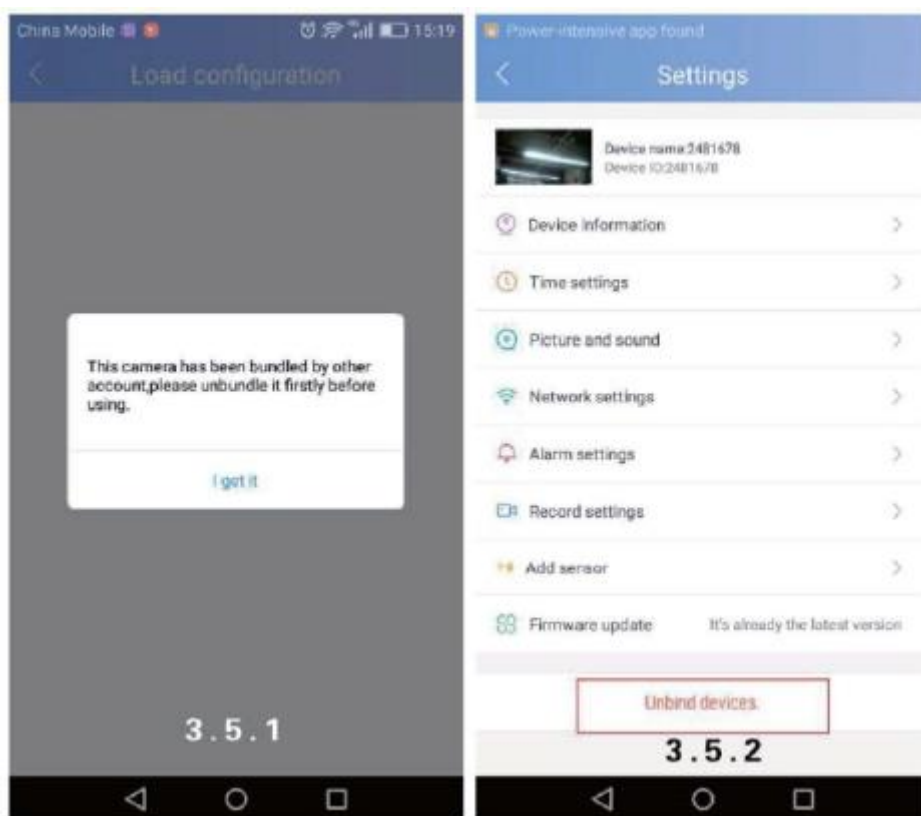 China Mobile
15:19
Load configuration
This camera has been bundled by other
account,please unbundle it firstly before
using.
I get it
3.5.1
Power-intensive app found
Settings
Device name:2481678
Device ID:2481678
Device information
Time settings
Picture and sound
Network settings
Alarm settings
Record settings
Add sensor
Firmware update It's already the latest version
Unbind devices.
3.5.2